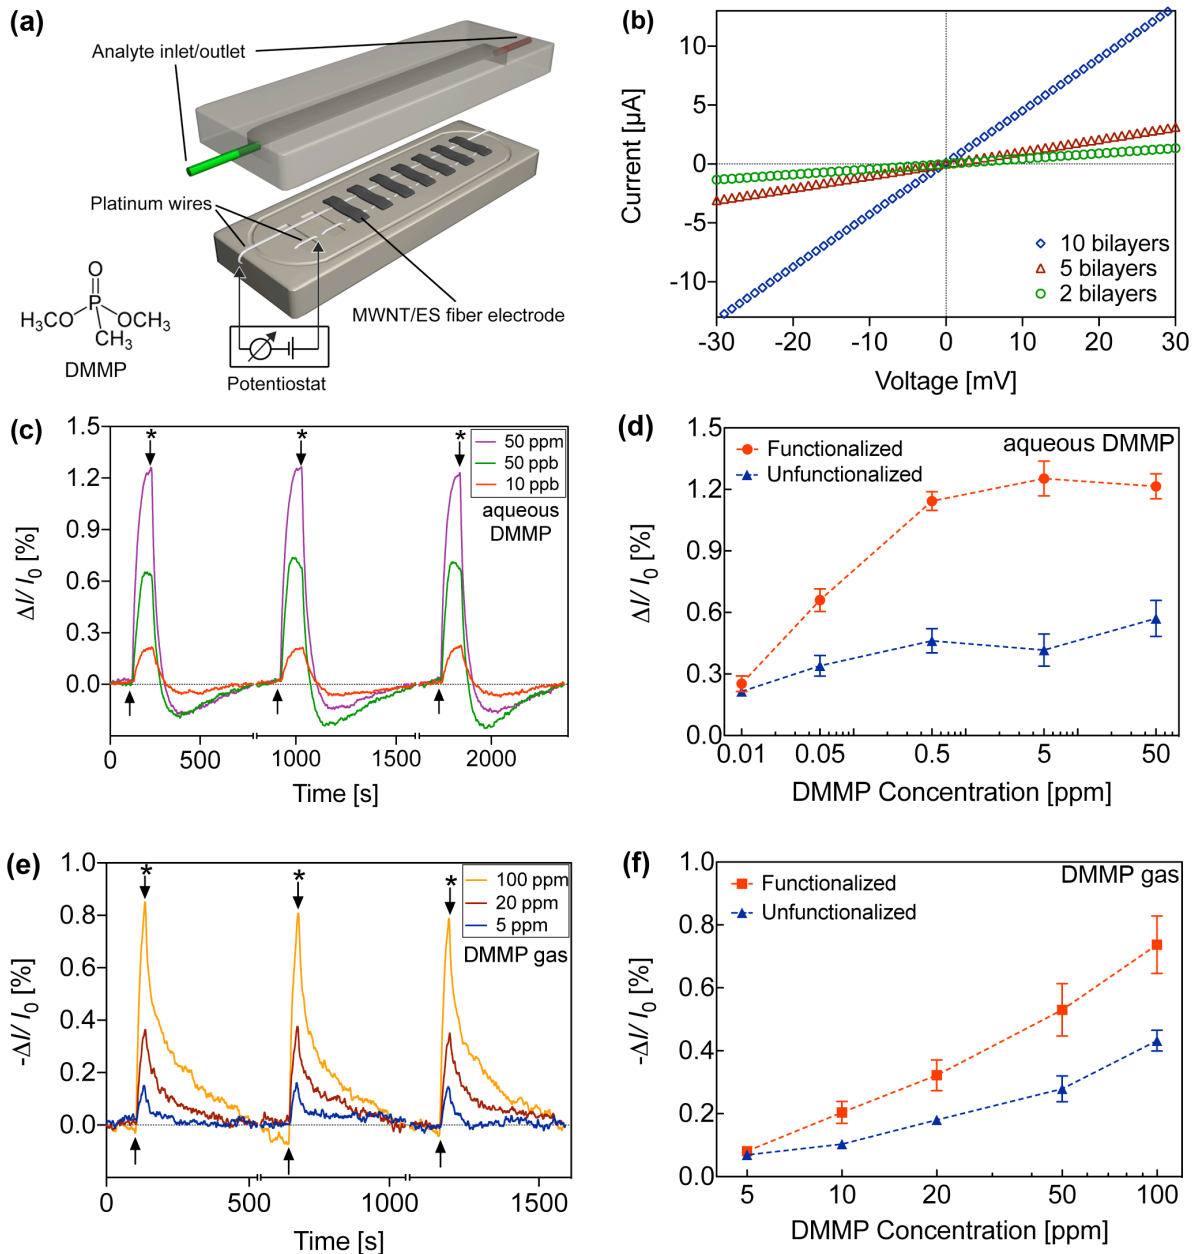 (a)
Analyte inlet/outlet
Platinum wires
MWNT/ES fiber electrode
O
H₃CO
P
OCH₃
CH₃
DMMP
Potentiostat
(b)
Current [µA]
10
5
0
-5
-10
10 bilayers
5 bilayers
2 bilayers
-30
-20
-10
0
10
20
30
Voltage [mV]
(c)
ΔI/ I₀ [%]
1.5
1.2
0.9
0.6
0.3
0.0
*
*
*
50 ppm
50 ppb
10 ppb
aqueous
DMMP
0
500
1000
1500
2000
Time [s]
(d)
ΔI/ I₀ [%]
1.5
1.2
0.9
0.6
0.3
0.0
Functionalized
Unfunctionalized
aqueous DMMP
0.01
0.05
0.5
5
50
DMMP Concentration [ppm]
(e)
-ΔI/ I₀ [%]
1.0
0.8
0.6
0.4
0.2
0.0
*
*
*
100 ppm
20 ppm
5 ppm
DMMP gas
0
500
1000
1500
Time [s]
(f)
-ΔI/ I₀ [%]
1.0
0.8
0.6
0.4
0.2
0.0
Functionalized
Unfunctionalized
DMMP gas
5
10
20
50
100
DMMP Concentration [ppm]